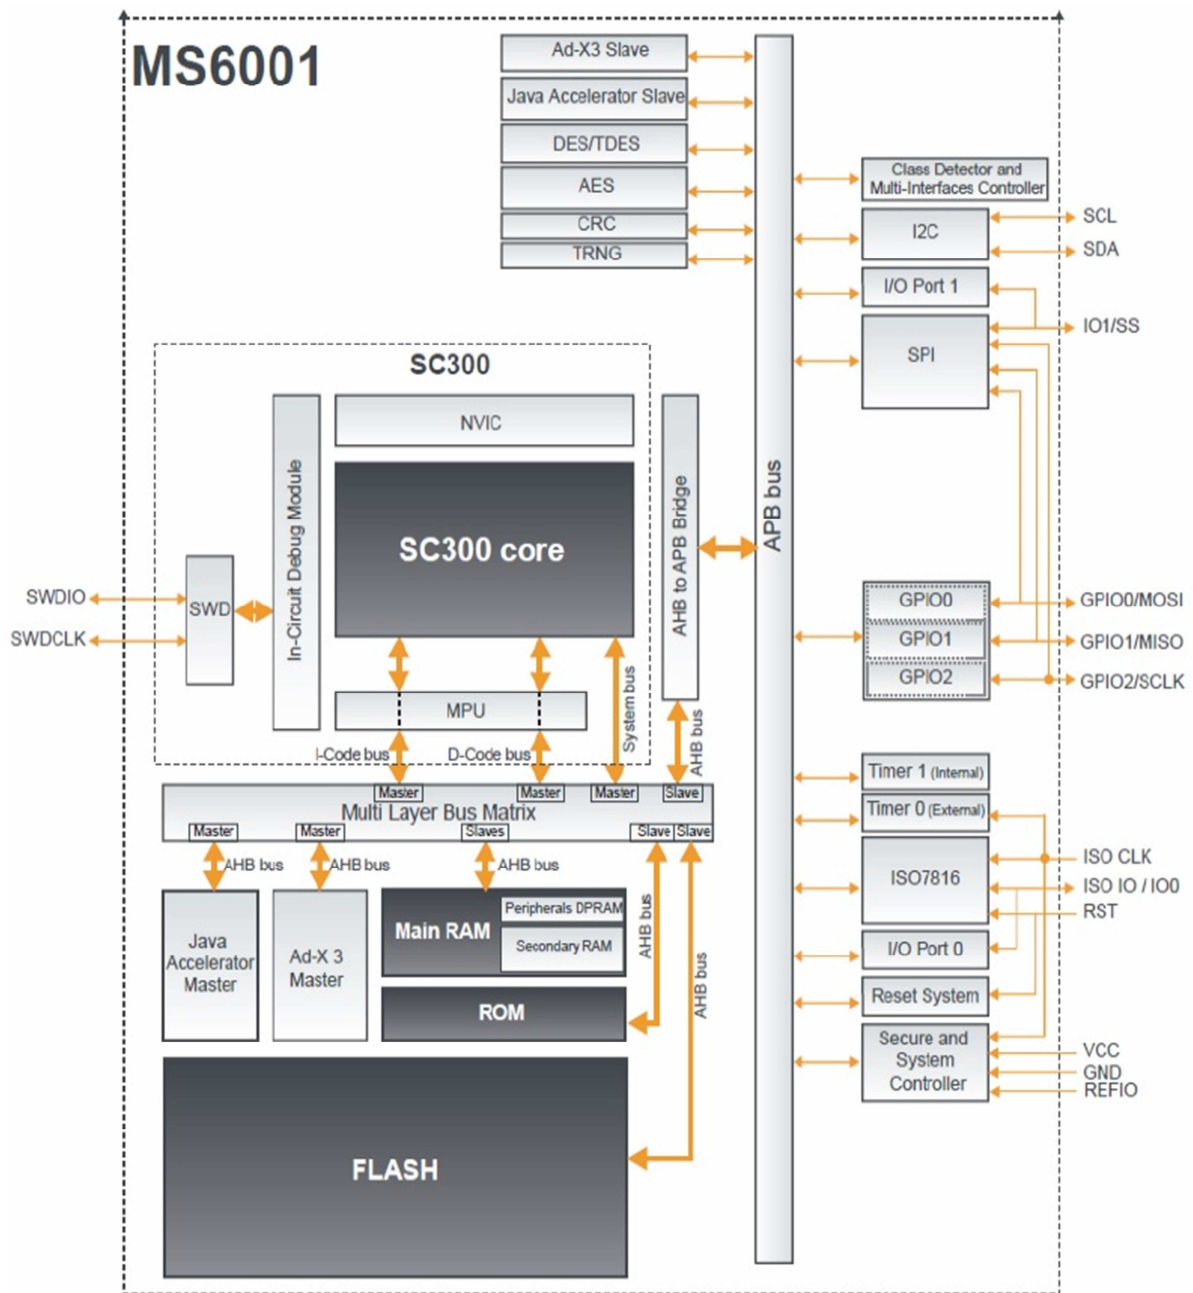 MS6001
Ad-X3 Slave
Java Accelerator Slave
DES/TDES
AES
CRC
TRNG
Class Detector and
Multi-Interfaces Controller
I2C
SCL
SDA
I/O Port 1
IO1/SS
SPI
SC300
NVIC
SC300 core
In-Circuit Debug Module
SWD
SWDIO
SWDCLK
MPU
I-Code bus
D-Code bus
System bus
AHB to APB Bridge
AHB bus
APB bus
GPIO0
GPIO1
GPIO2
GPIO0/MOSI
GPIO1/MISO
GPIO2/SCLK
Master
Master
Master
Slave
Multi Layer Bus Matrix
Master
Master
Slaves
Slave
Slave
AHB bus
AHB bus
AHB bus
AHB bus
AHB bus
Java
Accelerator
Master
Ad-X 3
Master
Main RAM
Peripherals DPRAM
Secondary RAM
ROM
FLASH
Timer 1 (Internal)
Timer 0 (External)
ISO7816
I/O Port 0
Reset System
Secure and
System
Controller
ISO CLK
ISO IO / IO0
RST
VCC
GND
REFIO